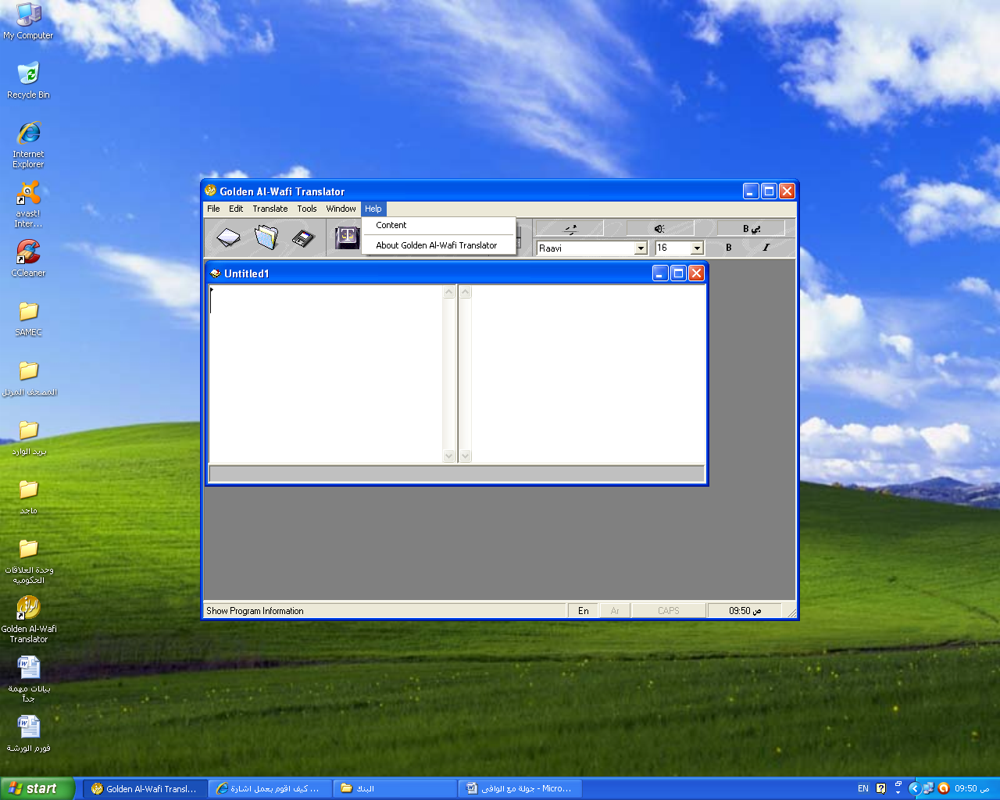 My Computer
Recycle Bin
Internet
Explorer
avast!
Inter...
CCleaner
SAMEC
المصحف المرتل
بريد الوارد
ماجد
وحدة العلاقات
الحكوميه
Golden Al-Wafi
Translator
بيانات مهمة
جداً
فورم الورشة
Golden Al-Wafi Translator
File Edit Translate Tools Window Help
Content
About Golden Al-Wafi Translator
B بي
Raavi
16
B
I
Untitled1
Show Program Information
En
Ar
CAPS
09:50 ص
start
Golden Al-Wafi Transl...
كيف اقوم بعمل اشارة ...
البنك
جولة مع الوافي - Micro...
EN
09:50 ص